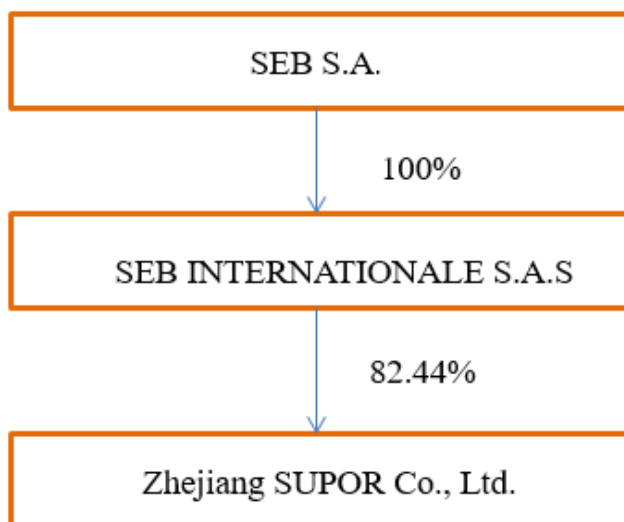 SEB S.A.
100%
SEB INTERNATIONALE S.A.S
82.44%
Zhejiang SUPOR Co., Ltd.